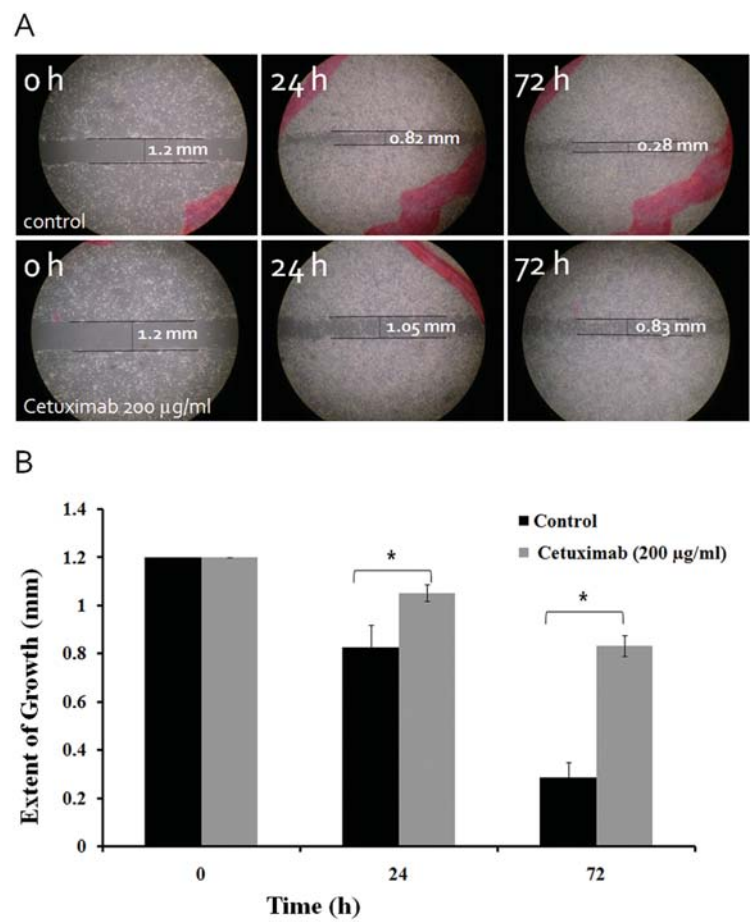 A
0 h
24 h
72 h
1.2 mm
0.82 mm
0.28 mm
control
0 h
24 h
72 h
1.2 mm
1.05 mm
0.83 mm
Cetuximab 200 µg/ml
B
Extent of Growth (mm)
1.4
1.2
1
0.8
0.6
0.4
0.2
0
Control
Cetuximab (200 µg/ml)
*
*
0
24
72
Time (h)